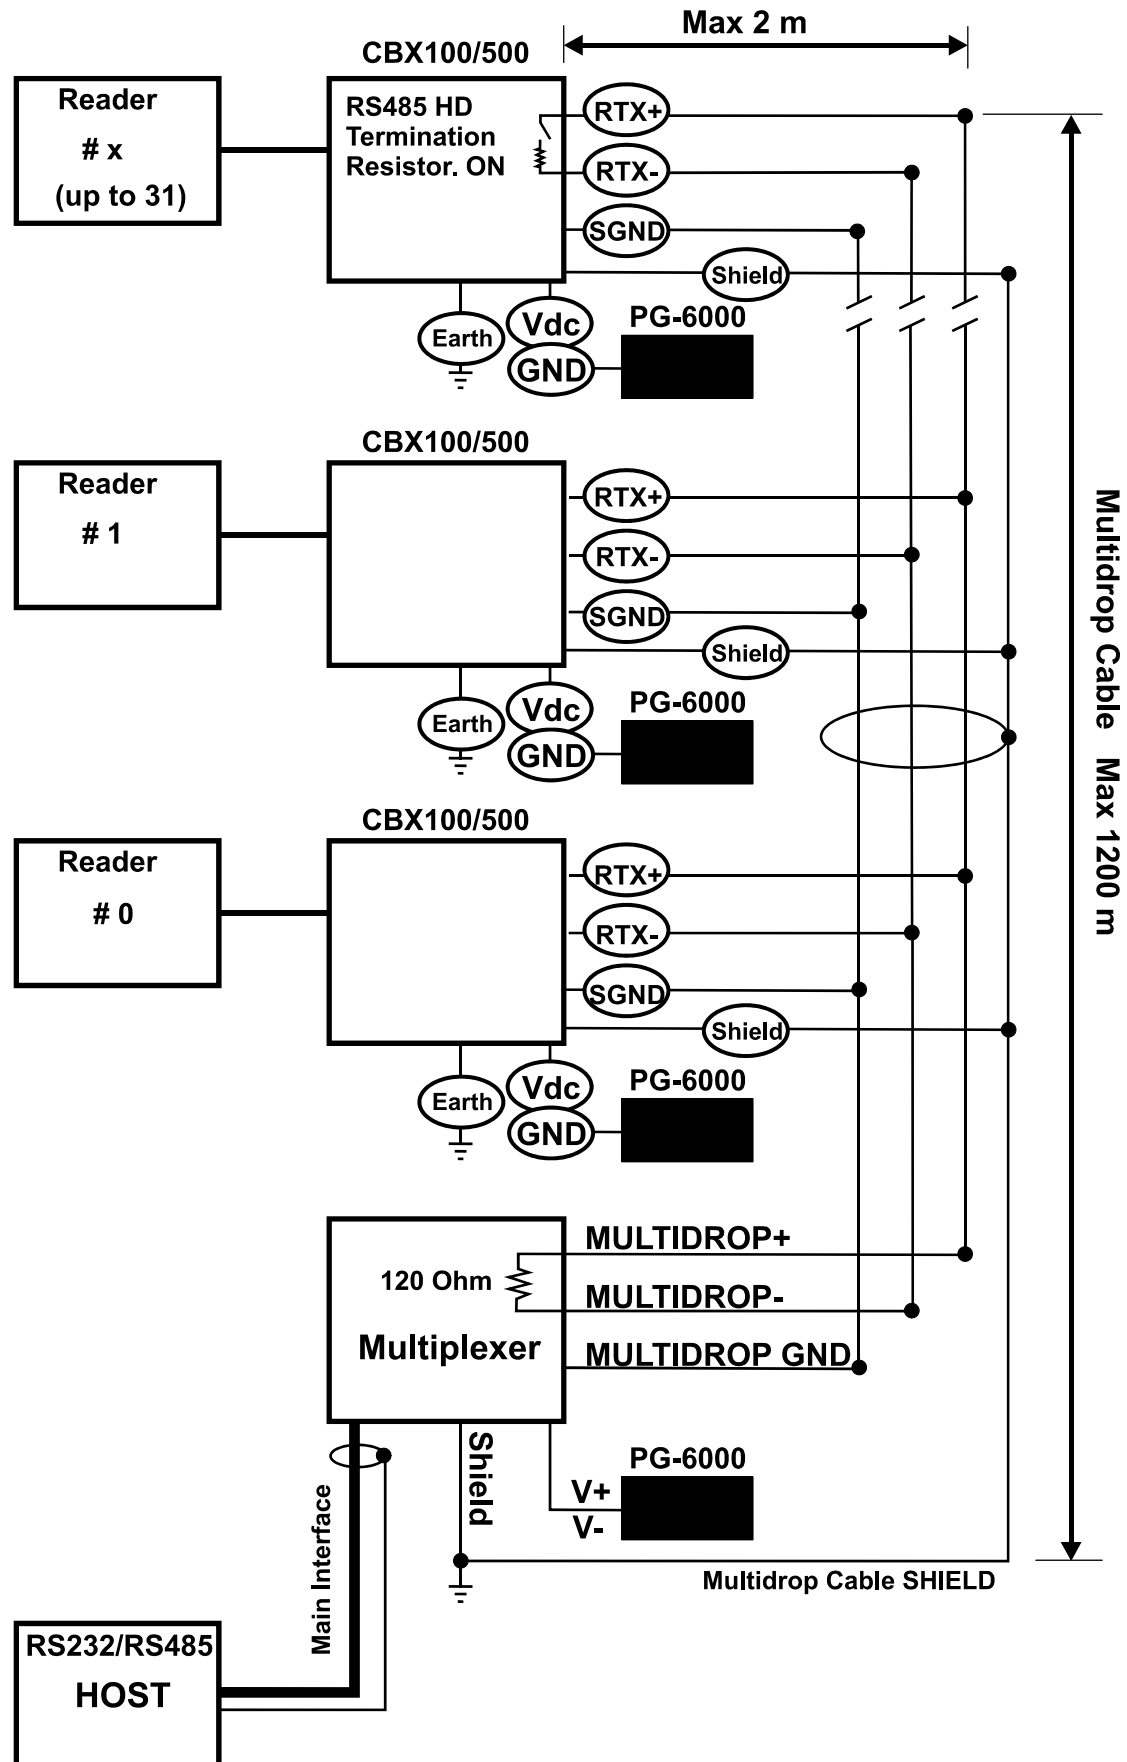 Max 2 m
CBX100/500
Reader
# x
(up to 31)
RS485 HD
Termination
Resistor. ON
RTX+
RTX-
SGND
Shield
Earth
Vdc
GND
PG-6000
CBX100/500
Reader
# 1
RTX+
RTX-
SGND
Shield
Earth
Vdc
GND
PG-6000
Multidrop Cable Max 1200 m
CBX100/500
Reader
# 0
RTX+
RTX-
SGND
Shield
Earth
Vdc
GND
PG-6000
MULTIDROP+
120 Ohm
MULTIDROP-
Multiplexer
MULTIDROP GND
Shield
PG-6000
V+
V-
Main Interface
Multidrop Cable SHIELD
RS232/RS485
HOST